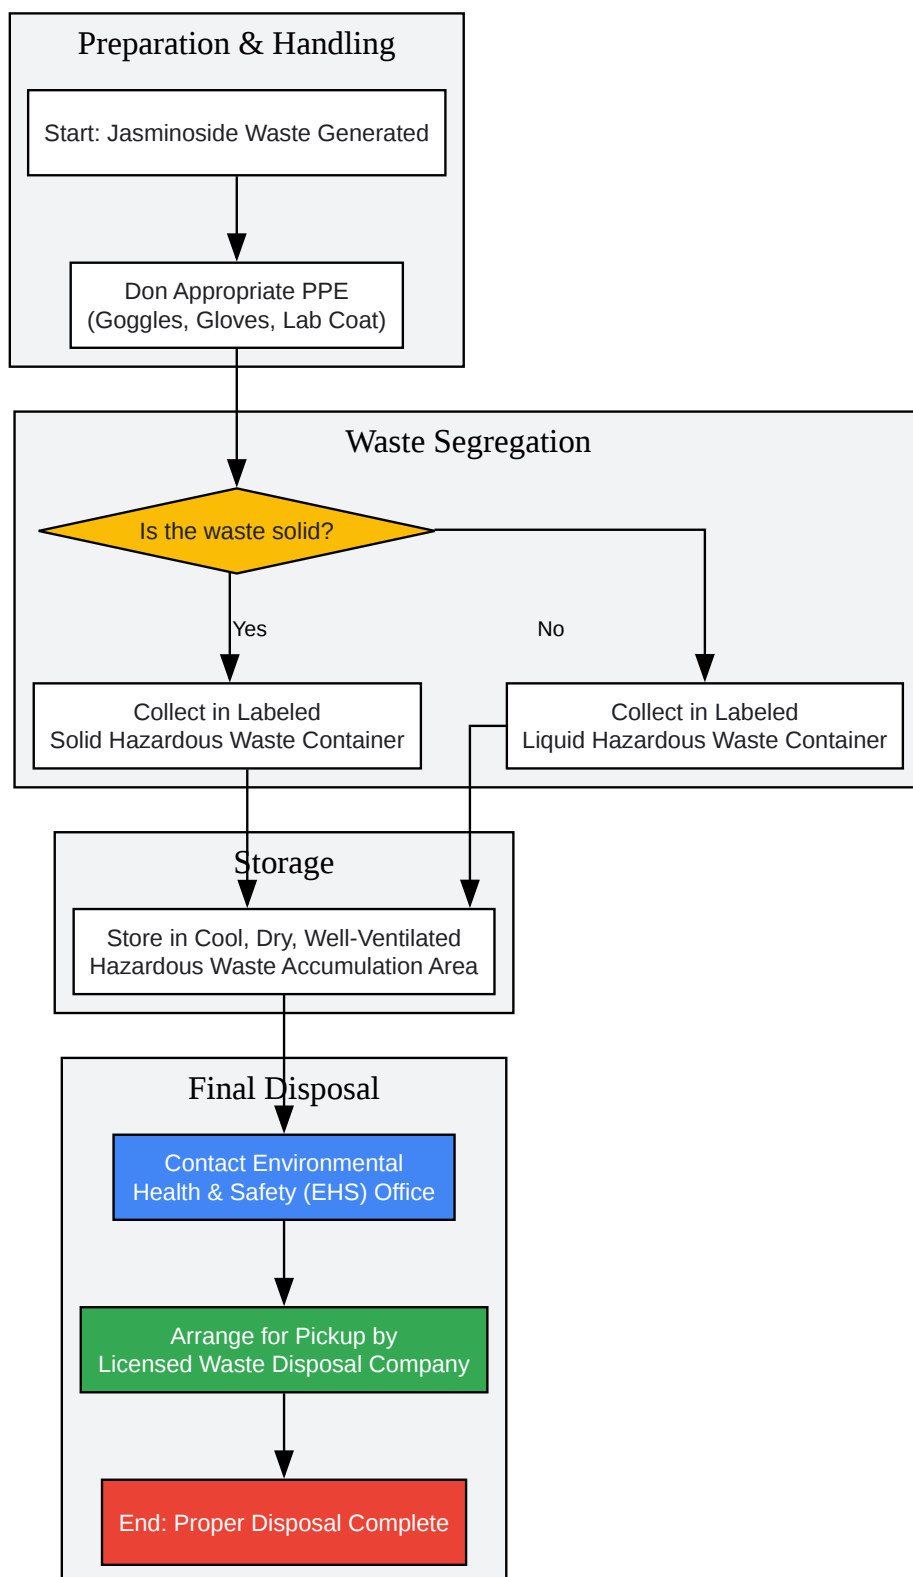 Preparation & Handling
Start: Jasminoside Waste Generated
Don Appropriate PPE
(Goggles, Gloves, Lab Coat)
Waste Segregation
Is the waste solid?
Yes
No
Collect in Labeled
Solid Hazardous Waste Container
Collect in Labeled
Liquid Hazardous Waste Container
Storage
Store in Cool, Dry, Well-Ventilated
Hazardous Waste Accumulation Area
Final Disposal
Contact Environmental
Health & Safety (EHS) Office
Arrange for Pickup by
Licensed Waste Disposal Company
End: Proper Disposal Complete